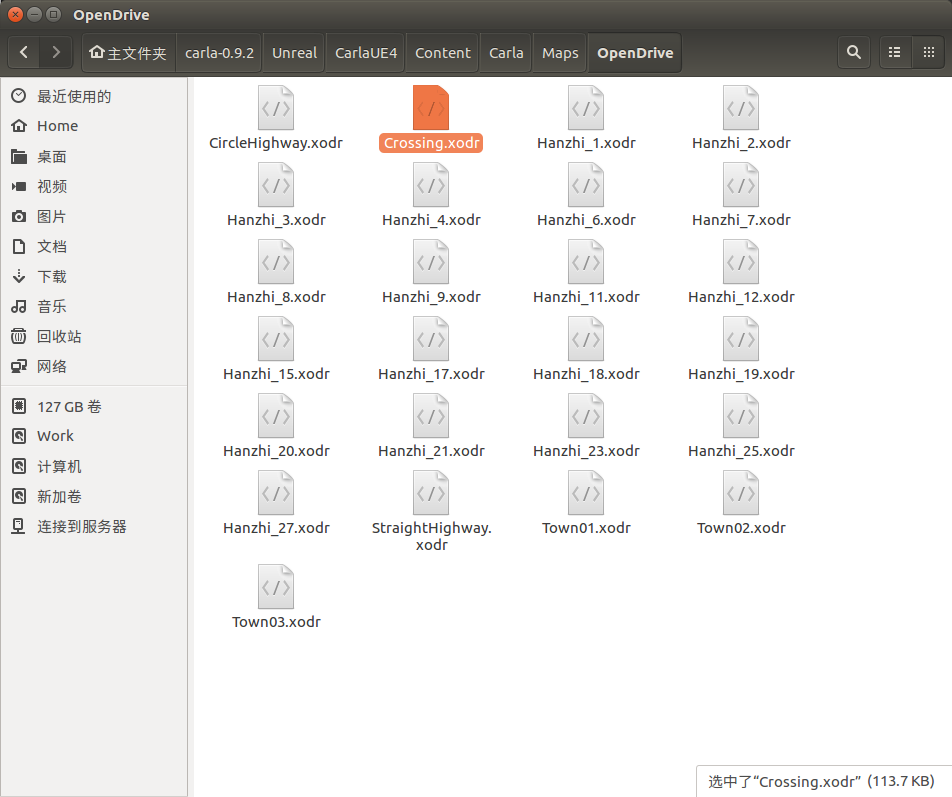 OpenDrive
主文件夹 carla-0.9.2 Unreal CarlaUE4 Content Carla Maps OpenDrive
最近使用的
Home
桌面
视频
图片
文档
下载
音乐
回收站
网络
127 GB 卷
Work
计算机
新加卷
连接到服务器
CircleHighway.xodr Crossing.xodr Hanzhi_1.xodr Hanzhi_2.xodr
Hanzhi_3.xodr Hanzhi_4.xodr Hanzhi_6.xodr Hanzhi_7.xodr
Hanzhi_8.xodr Hanzhi_9.xodr Hanzhi_11.xodr Hanzhi_12.xodr
Hanzhi_15.xodr Hanzhi_17.xodr Hanzhi_18.xodr Hanzhi_19.xodr
Hanzhi_20.xodr Hanzhi_21.xodr Hanzhi_23.xodr Hanzhi_25.xodr
Hanzhi_27.xodr StraightHighway. Town01.xodr Town02.xodr
xodr
Town03.xodr
选中了“Crossing.xodr” (113.7 KB)